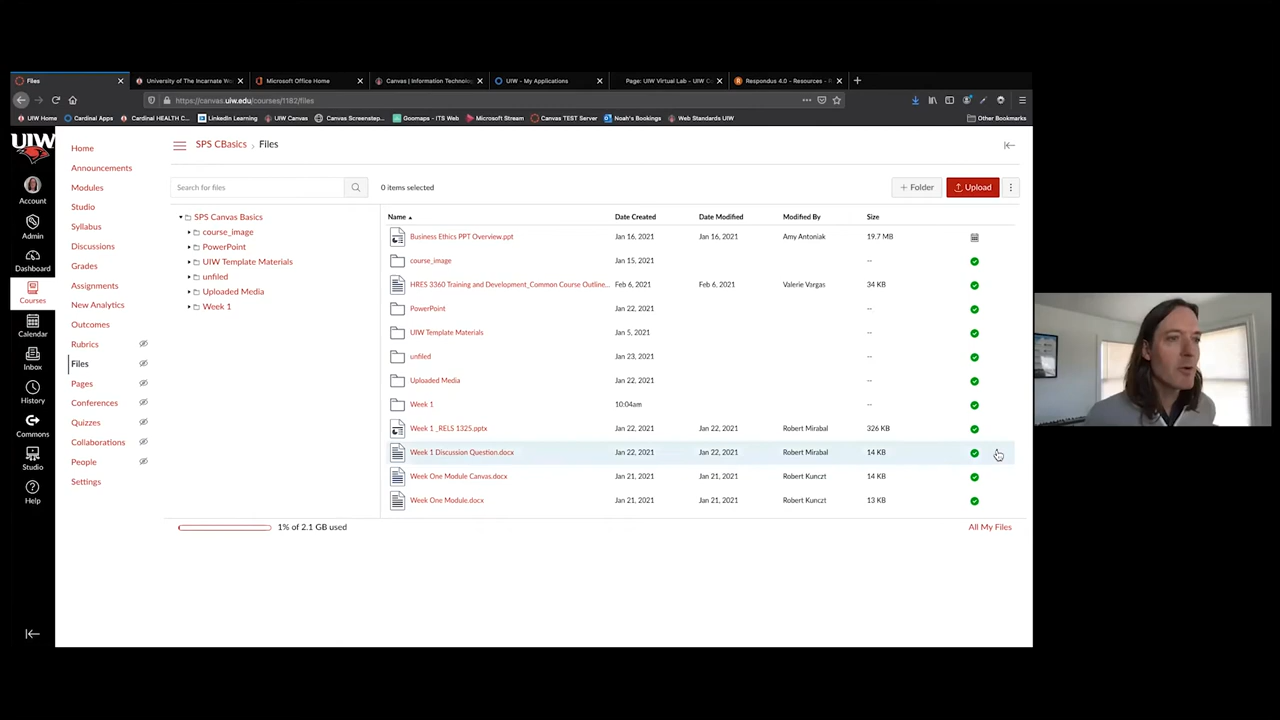 Files
University of The Incarnate Wo
Microsoft Office Home
Canvas | Information Technolo
UIW - My Applications
Page: UIW Virtual Lab - UIW C
Respondus 4.0 - Resources - R
https://canvas.uiw.edu/courses/1182/files
UIW Home
Cardinal Apps
Cardinal HEALTH C...
LinkedIn Learning
UIW Canvas
Canvas Screenstep...
Goomaps - ITS Web
Microsoft Stream
Canvas TEST Server
Noah's Bookings
Web Standards UIW
Other Bookmarks
UIW
Account
Admin
Dashboard
Courses
Calendar
Inbox
History
Commons
Studio
Help
Home
Announcements
Modules
Studio
Syllabus
Discussions
Grades
Assignments
New Analytics
Outcomes
Rubrics
Files
Pages
Conferences
Quizzes
Collaborations
People
Settings
SPS CBasics › Files
Search for files
0 items selected
+ Folder
Upload
SPS Canvas Basics
course_image
PowerPoint
UIW Template Materials
unfiled
Uploaded Media
Week 1
Name Date Created Date Modified Modified By Size
Business Ethics PPT Overview.ppt Jan 16, 2021 Jan 16, 2021 Amy Antoniak 19.7 MB
course_image Jan 15, 2021 --
HRES 3360 Training and Development_Common Course Outline... Feb 6, 2021 Feb 6, 2021 Valerie Vargas 34 KB
PowerPoint Jan 22, 2021 --
UIW Template Materials Jan 5, 2021 --
unfiled Jan 23, 2021 --
Uploaded Media Jan 22, 2021 --
Week 1 10:04am --
Week 1 _RELS 1325.pptx Jan 22, 2021 Jan 22, 2021 Robert Mirabal 326 KB
Week 1 Discussion Question.docx Jan 22, 2021 Jan 22, 2021 Robert Mirabal 14 KB
Week One Module Canvas.docx Jan 21, 2021 Jan 21, 2021 Robert Kunczt 14 KB
Week One Module.docx Jan 21, 2021 Jan 21, 2021 Robert Kunczt 13 KB
1% of 2.1 GB used
All My Files